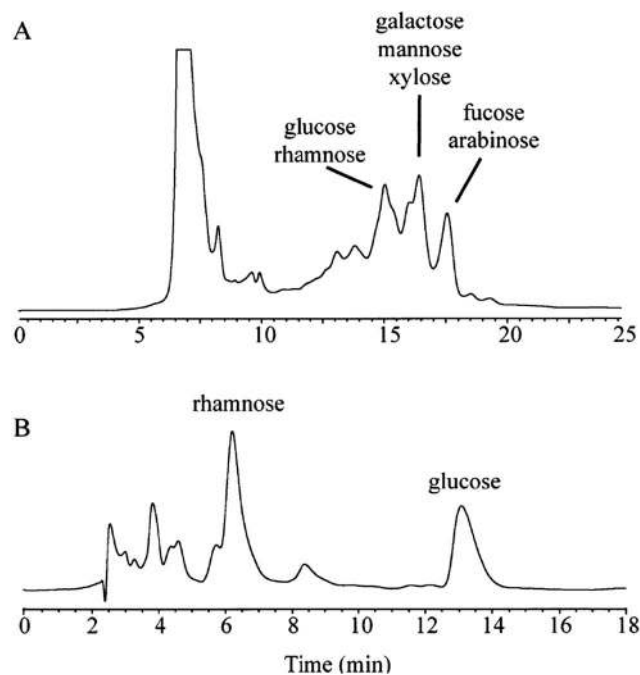 A
galactose
mannose
xylose
glucose
rhamnose
fucose
arabinose
0 5 10 15 20 25
B
rhamnose
glucose
0 2 4 6 8 10 12 14 16 18
Time (min)